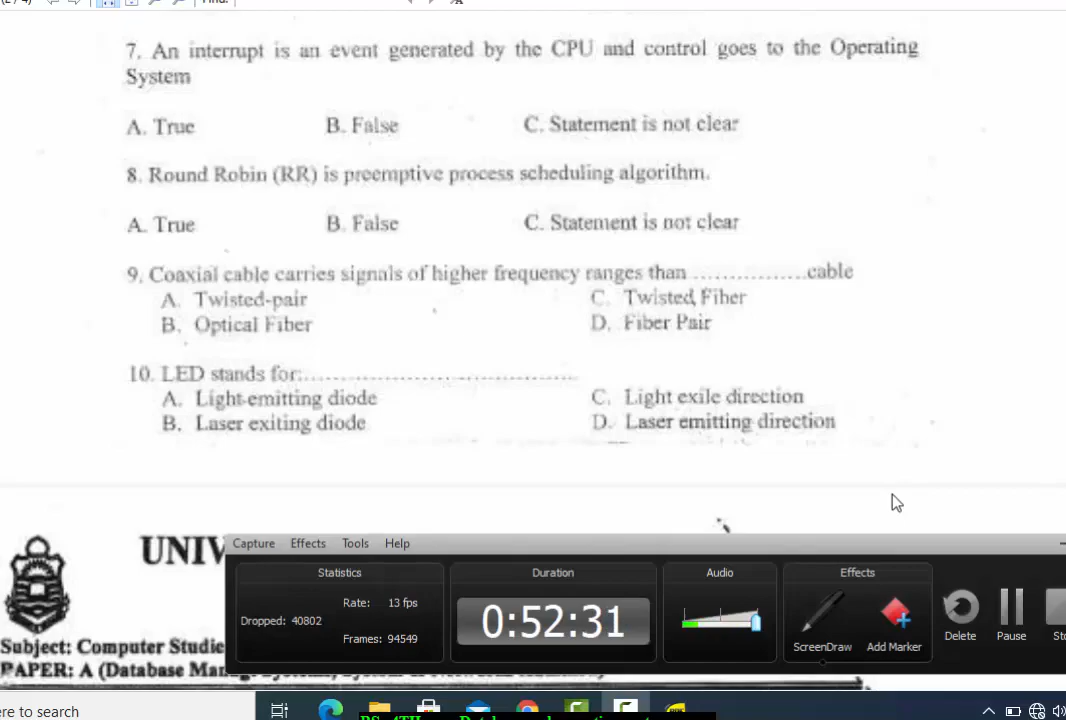 Find:
7. An interrupt is an event generated by the CPU and control goes to the Operating
System
A. True B. False C. Statement is not clear
8. Round Robin (RR) is preemptive process scheduling algorithm.
A. True B. False C. Statement is not clear
9. Coaxial cable carries signals of higher frequency ranges than ................cable
A. Twisted-pair C. Twisted Fiber
B. Optical Fiber D. Fiber Pair
10. LED stands for:..........................................
A. Light-emitting diode C. Light exile direction
B. Laser exiting diode D. Laser emitting direction
UNIV
Capture Effects Tools Help
Statistics Duration Audio Effects
Rate: 13 fps
Dropped: 40802
Frames: 94549
0:52:31
ScreenDraw Add Marker Delete Pause Sto
Subject: Computer Studie
PAPER: A (Database Mana
ere to search